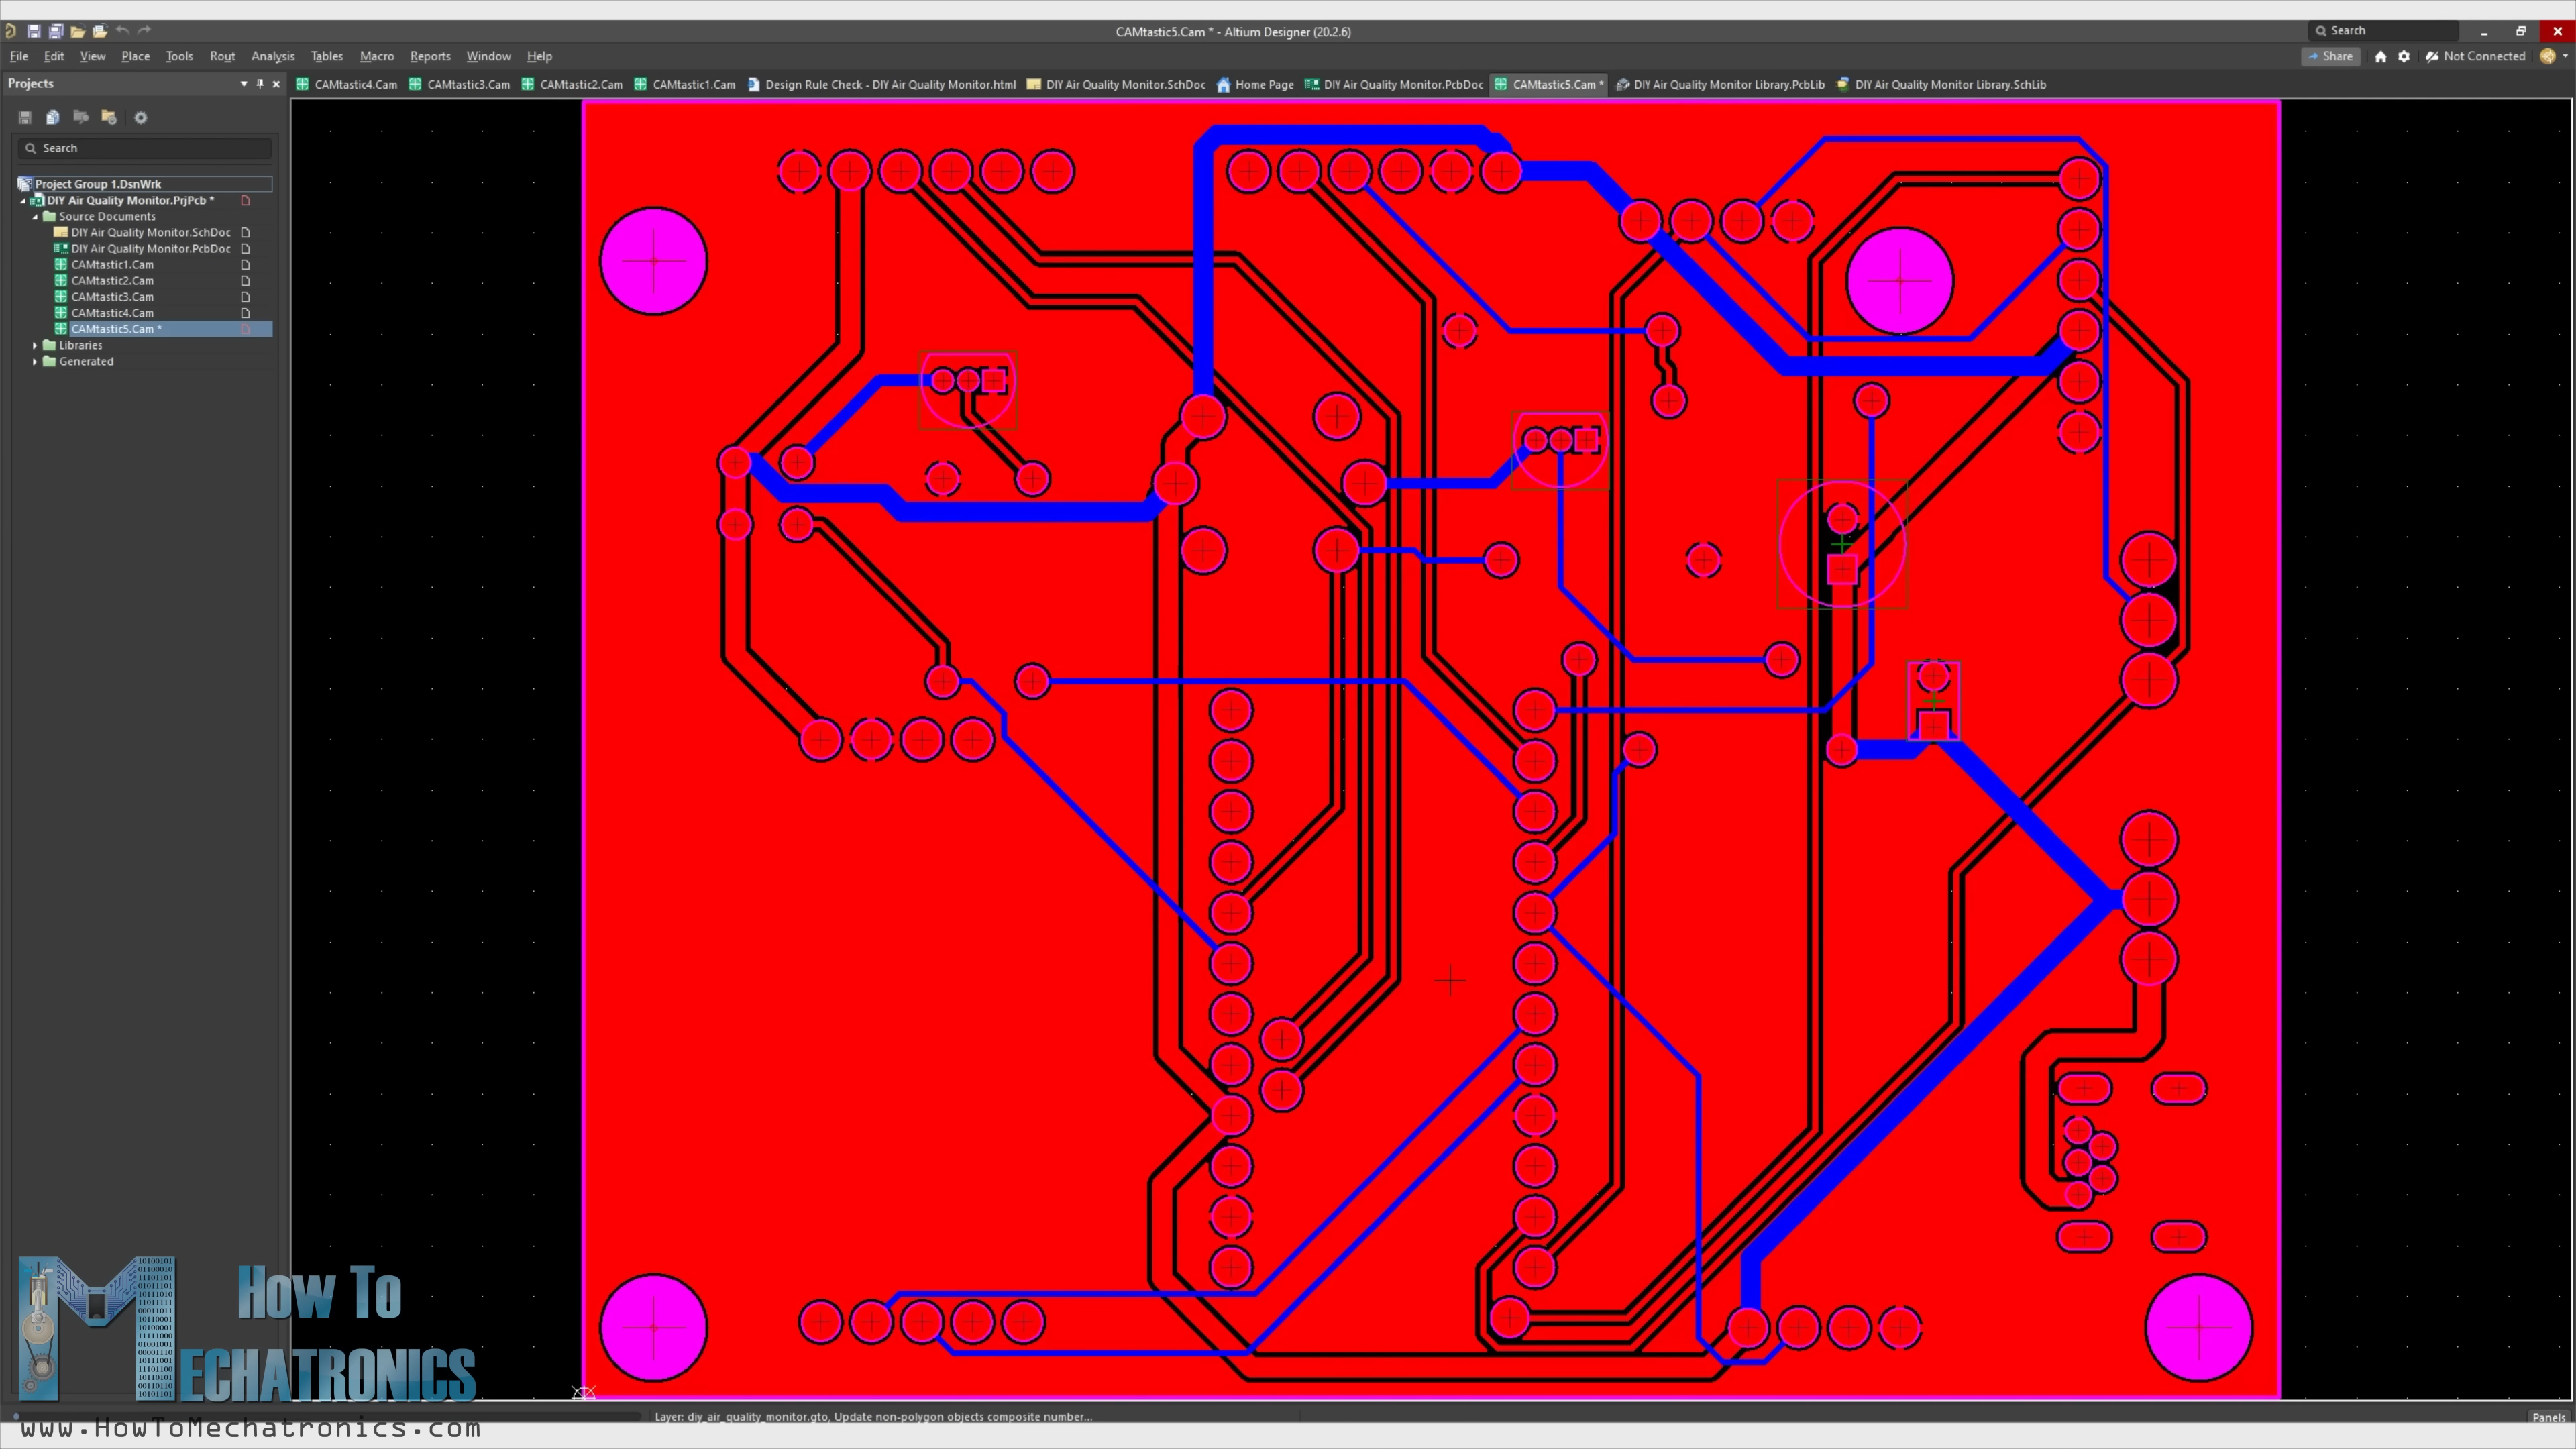 CAMtastic5.Cam * - Altium Designer (20.2.6)
Search
File Edit View Place Tools Rout Analysis Tables Macro Reports Window Help
Share
Not Connected
Projects
CAMtastic4.Cam CAMtastic3.Cam CAMtastic2.Cam CAMtastic1.Cam Design Rule Check - DIY Air Quality Monitor.html DIY Air Quality Monitor.SchDoc Home Page DIY Air Quality Monitor.PcbDoc CAMtastic5.Cam * DIY Air Quality Monitor Library.PcbLib DIY Air Quality Monitor Library.SchLib
Search
Project Group 1.DsnWrk
DIY Air Quality Monitor.PrjPcb *
Source Documents
DIY Air Quality Monitor.SchDoc
DIY Air Quality Monitor.PcbDoc
CAMtastic1.Cam
CAMtastic2.Cam
CAMtastic3.Cam
CAMtastic4.Cam
CAMtastic5.Cam *
Libraries
Generated
How To
MECHATRONICS
www.HowToMechatronics.com
Layer: diy_air_quality_monitor.gto, Update non-polygon objects composite number...
Panels